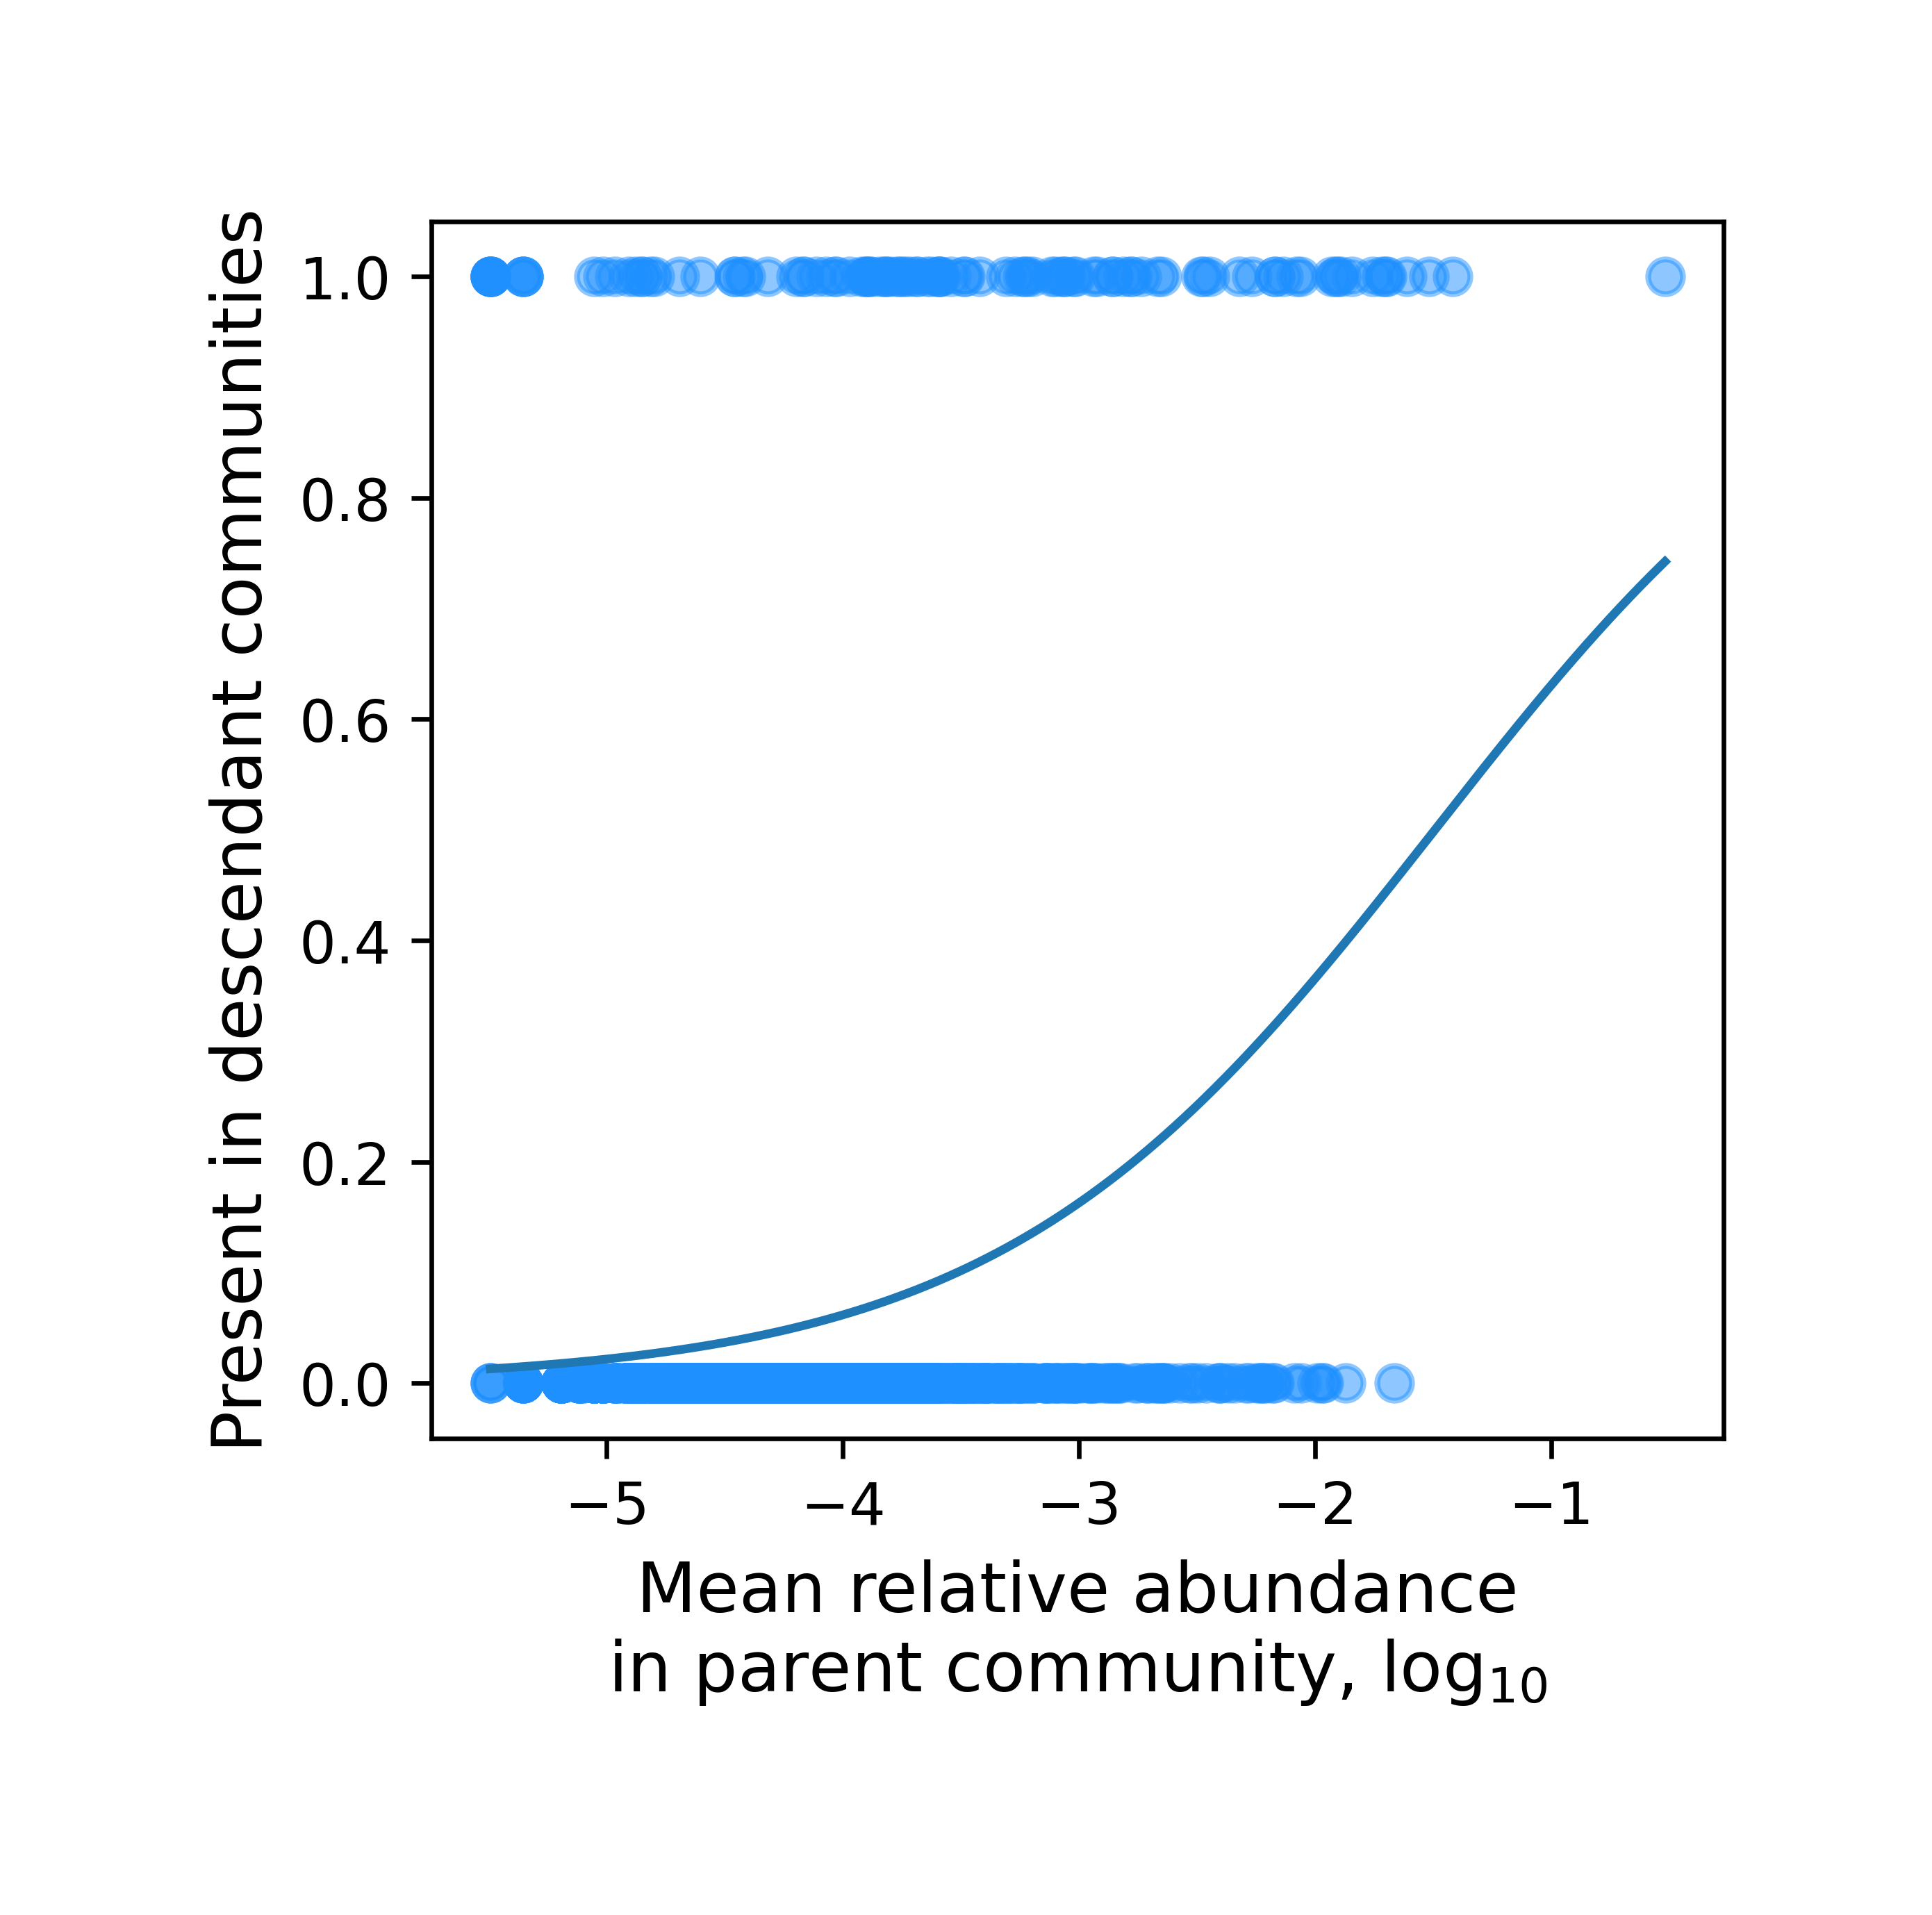 Present in descendant communities
1.0
0.8
0.6
0.4
0.2
0.0
−5 −4 −3 −2 −1
Mean relative abundance
in parent community, log₁₀